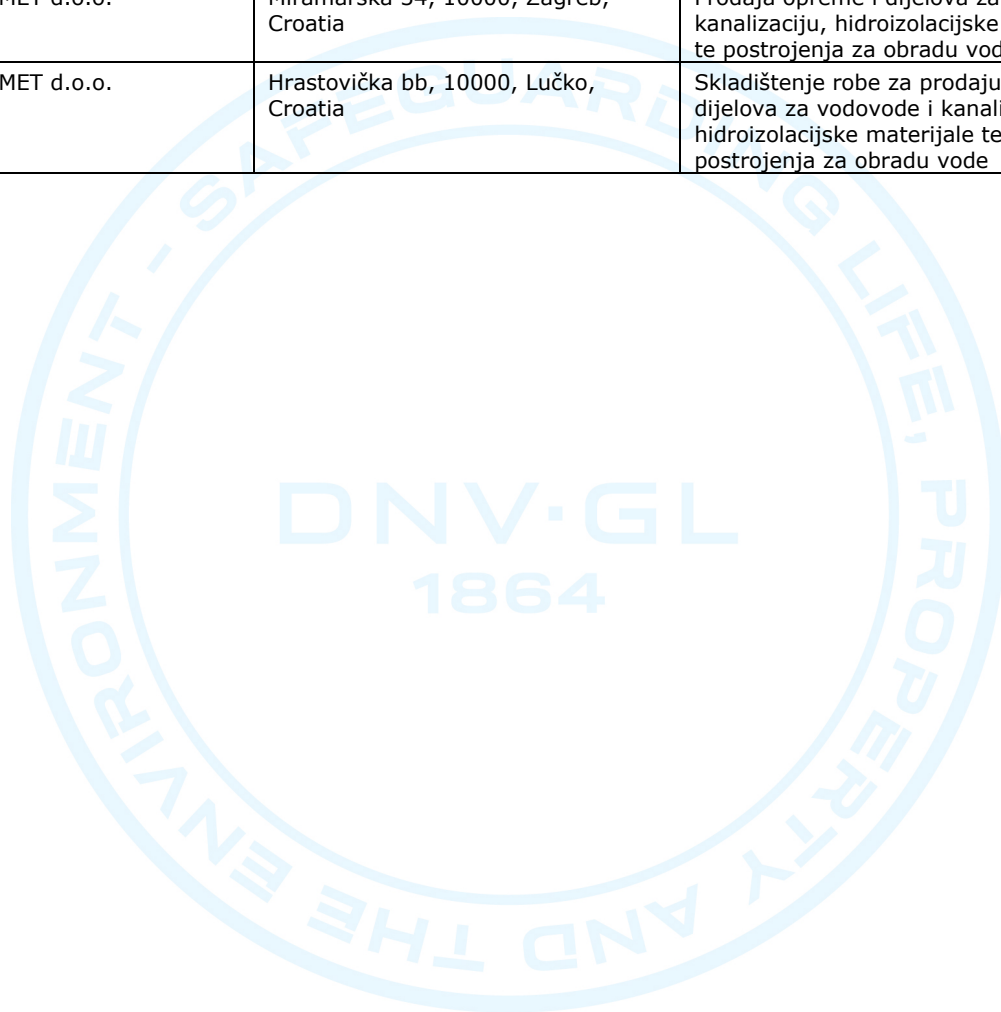 MET d.o.o.
Miramarska 34, 10000, Zagreb,
Croatia
Prodaja opreme i dijelova za
kanalizaciju, hidroizolacijske
te postrojenja za obradu vod
MET d.o.o.
Hrastovička bb, 10000, Lučko,
Croatia
Skladištenje robe za prodaju
dijelova za vodovode i kanali
hidroizolacijske materijale te
postrojenja za obradu vode
SAFEGUARDING LIFE, PROPERTY AND THE ENVIRONMENT -
DNV·GL
1864